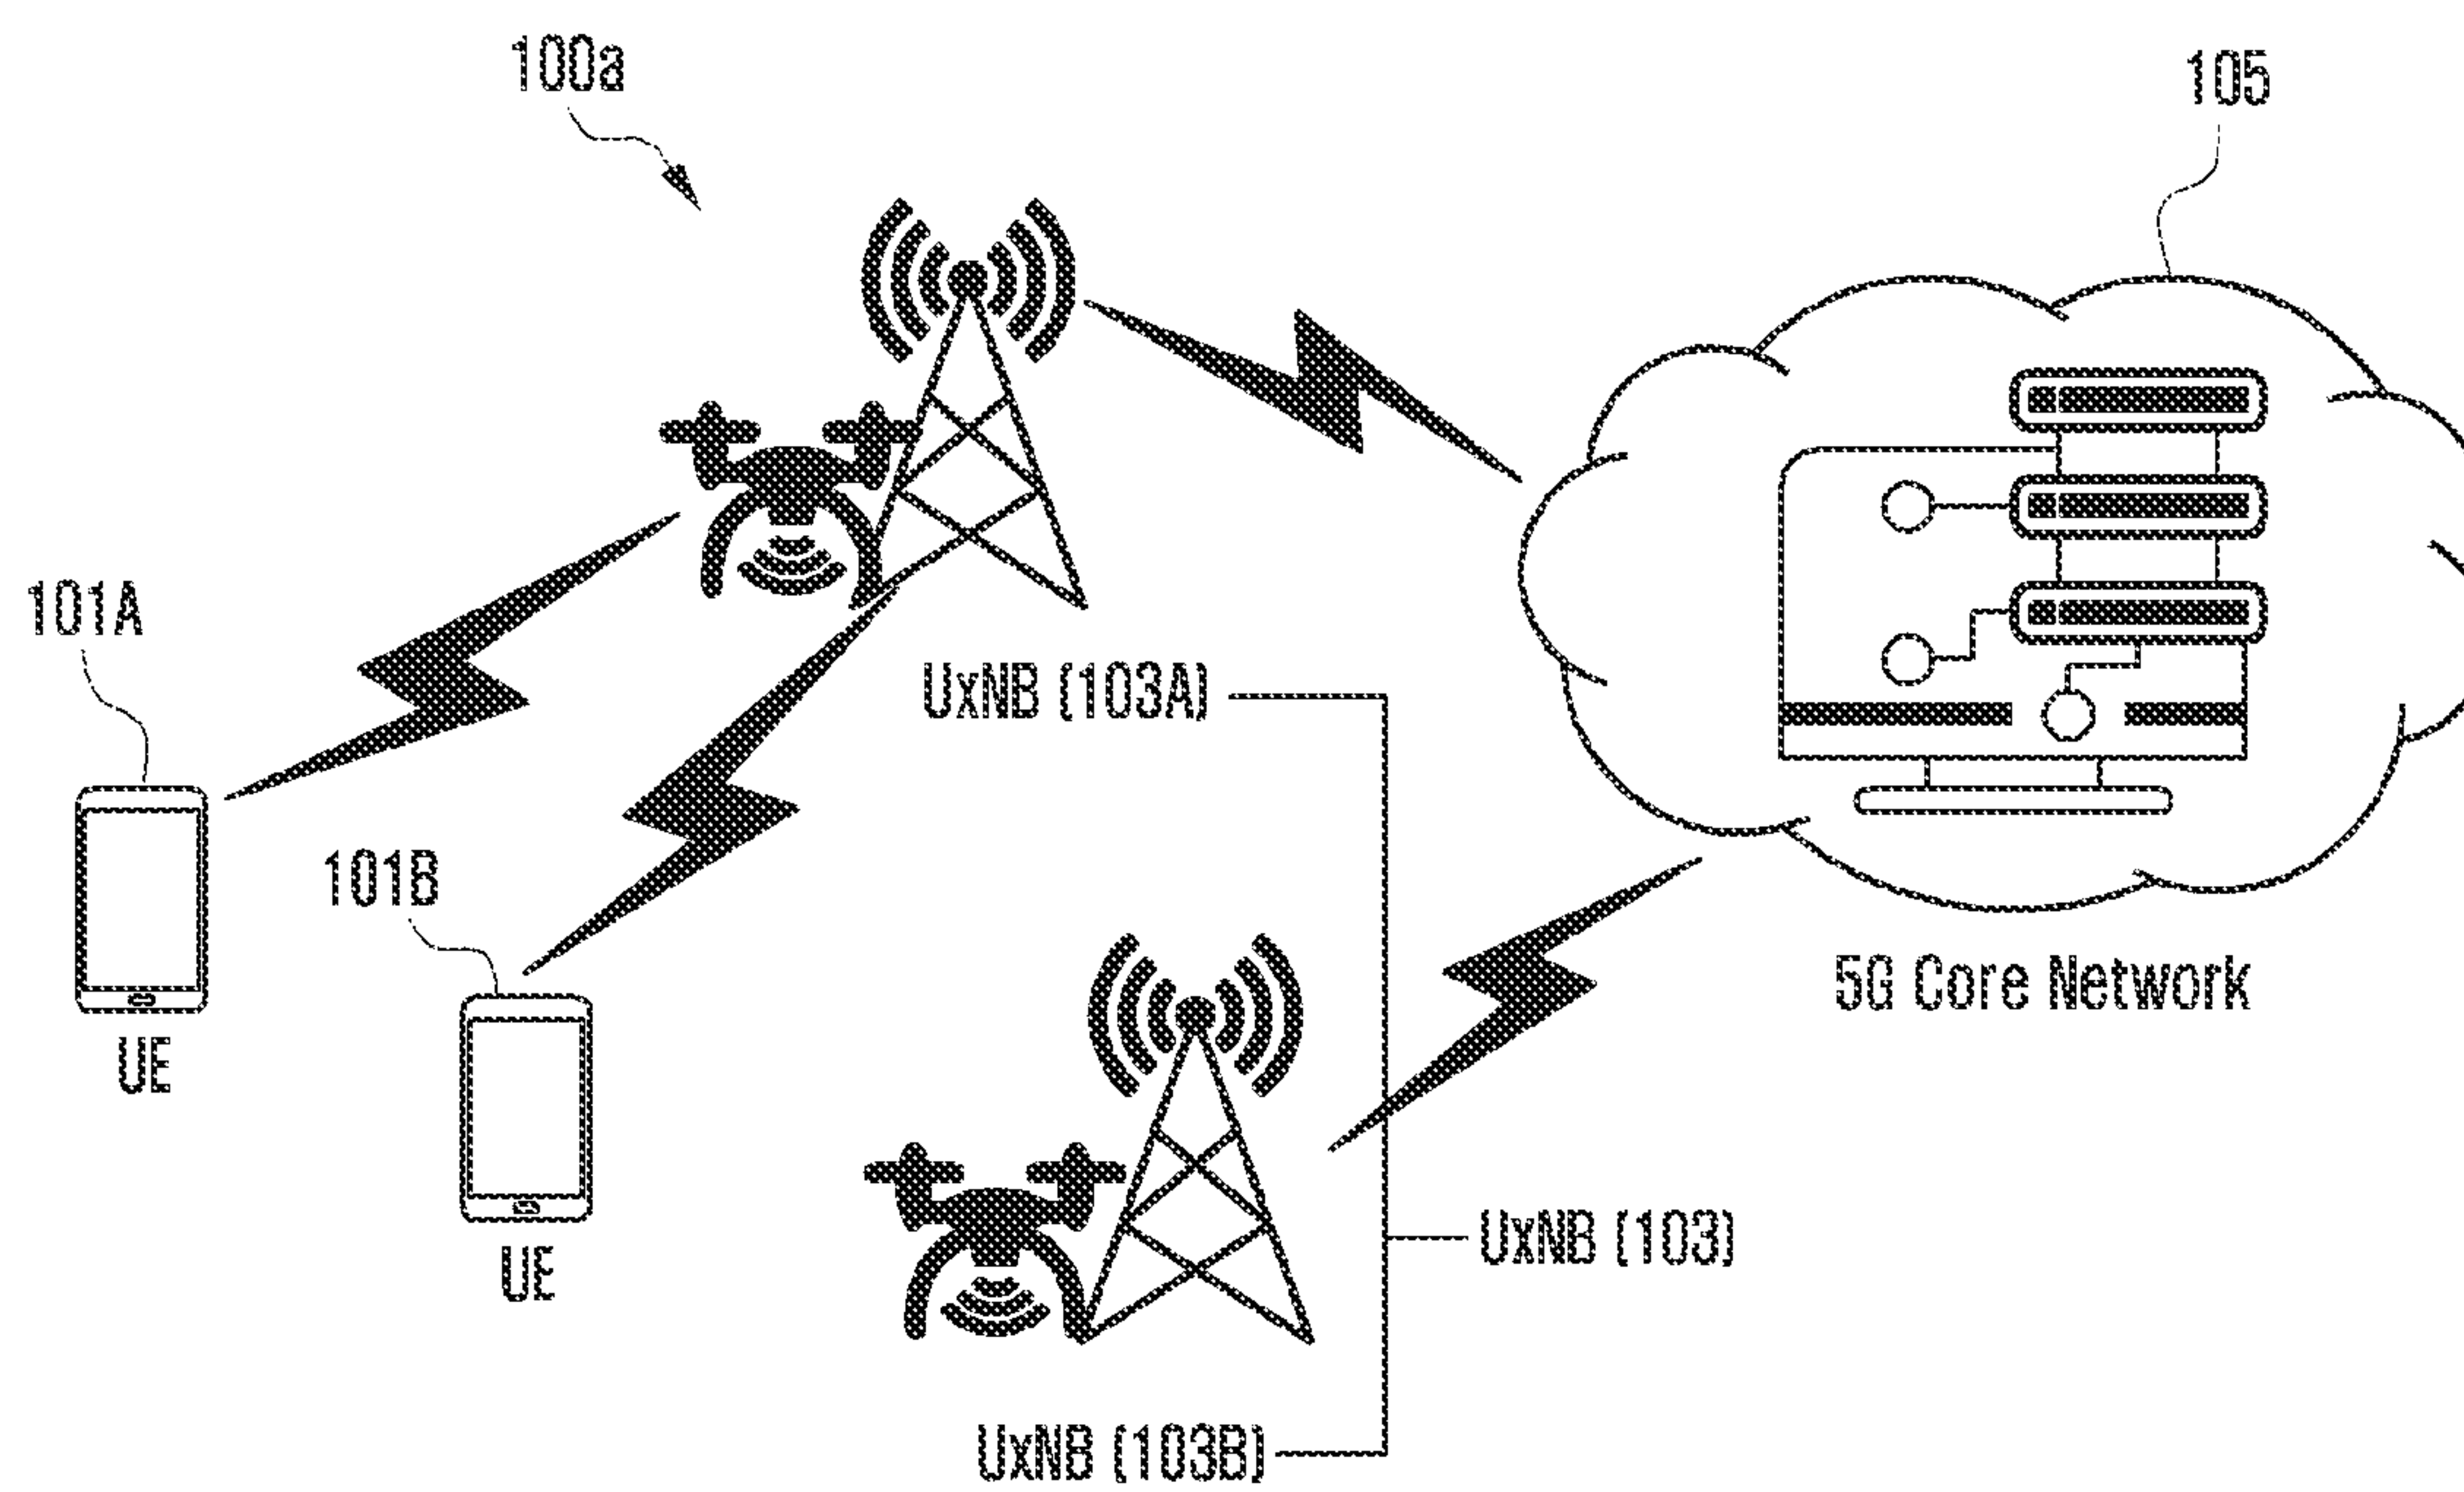 100a
105
101A
UxNB (103A)
101B
5G Core Network
UE
UxNB (103)
UE
UxNB (103B)